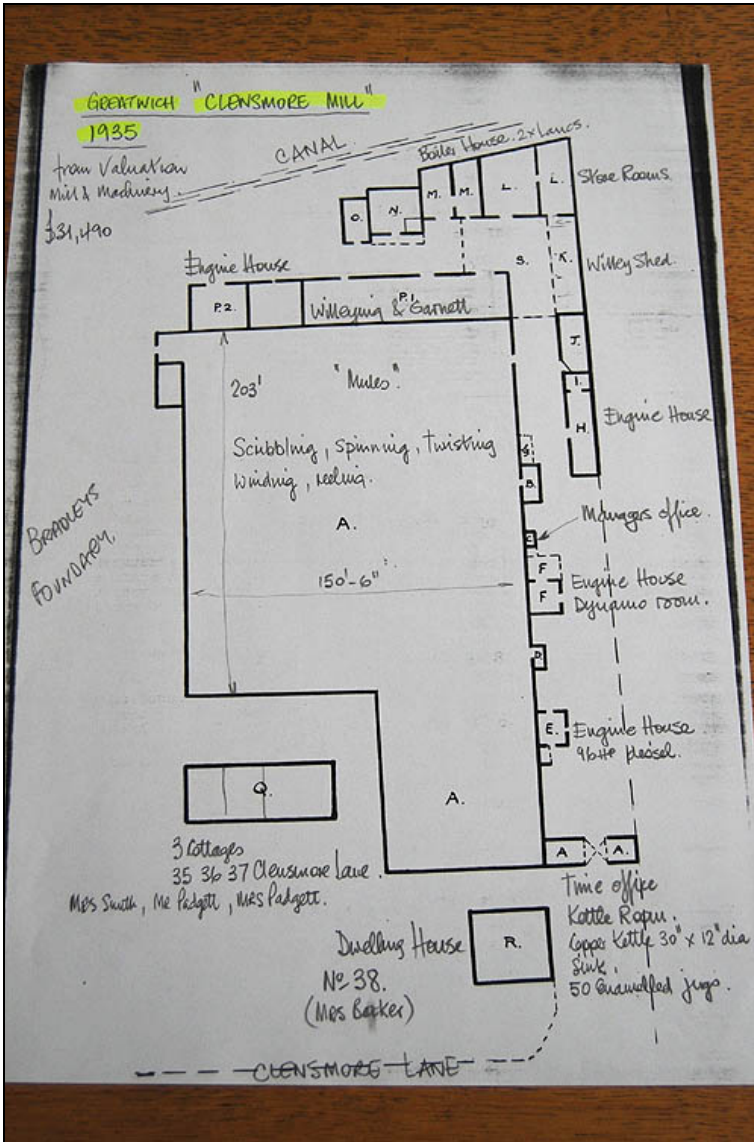 GREATWICH "CLENSMORE MILL"
1935
from Valuation
Mill & Machinery.
£31,490
CANAL
Boiler House. 2x Lancs.
O.
N.
M.
M.
L.
L.
Store Rooms.
S.
K.
Willey Shed.
Engine House
P.2.
P.1.
Willeying & Garnett
J.
I.
H.
Engine House
203'
"Mules".
Scribbling, Spinning, Twisting
Winding, reeling.
A.
150'-6"
G.
B.
C
Managers office.
F
F
Engine House
Dynamo room.
D.
E.
Engine House
96HP Diesel.
BRADLEYS
FOUNDARY.
Q.
A.
3 Cottages
35 36 37 Clensmore Lane.
Mrs Smith, Mr Padgett, MRS Padgett.
A
A.
Time office
Kettle Room.
Copper Kettle 30" x 12" dia
Sink,
50 Enamelled jugs.
Dwelling House
Nº 38.
(Mrs Barker)
R.
CLENSMORE LANE